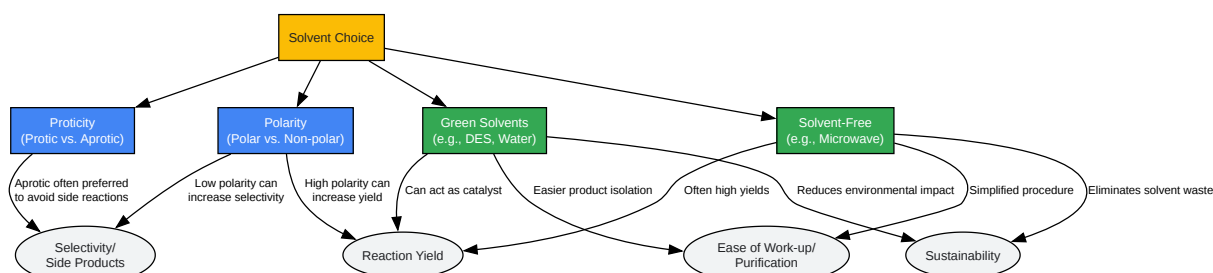 Solvent Choice
Proticity
(Protic vs. Aprotic)
Polarity
(Polar vs. Non-polar)
Green Solvents
(e.g., DES, Water)
Solvent-Free
(e.g., Microwave)
Aprotic often preferred
to avoid side reactions
Low polarity can
increase selectivity
High polarity can
increase yield
Can act as catalyst
Easier product isolation
Often high yields
Reduces environmental impact
Simplified procedure
Eliminates solvent waste
Selectivity/
Side Products
Reaction Yield
Ease of Work-up/
Purification
Sustainability